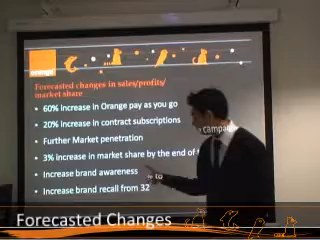 orange
Forecasted changes in sales/profits/
market share
• 60% increase in Orange pay as you go
• 20% increase in contract subscriptions
• Further Market penetration
• 3% increase in market share by the end of
• Increase brand awareness
• Increase brand recall from 32
to
campaig
Forecasted Changes